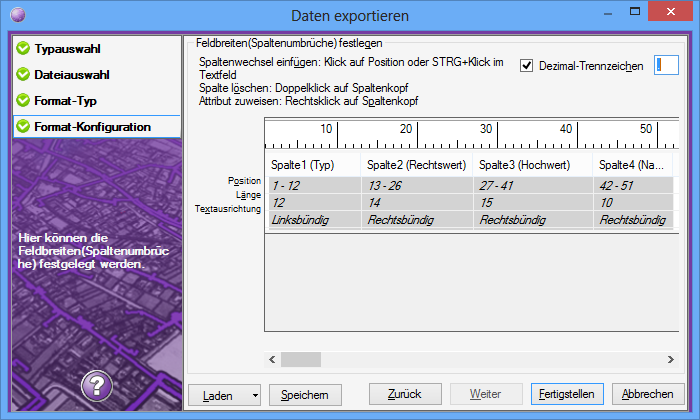 Daten exportieren
Typauswahl
Dateiauswahl
Format-Typ
Format-Konfiguration
Hier können die
Feldbreiten(Spaltenumbrüc
he) festgelegt werden.
?
Feldbreiten(Spaltenumbrüche) festlegen
Spaltenwechsel einfügen: Klick auf Position oder STRG+Klick im
Textfeld
Spalte löschen: Doppelklick auf Spaltenkopf
Attribut zuweisen: Rechtsklick auf Spaltenkopf
Dezimal-Trennzeichen
10 20 30 40 50
Spalte1 (Typ) Spalte2 (Rechtswert) Spalte3 (Hochwert) Spalte4 (Na...
Position 1 - 12 13 - 26 27 - 41 42 - 51
Länge 12 14 15 10
Textausrichtung Linksbündig Rechtsbündig Rechtsbündig Rechtsbündig
Laden Speichern Zurück Weiter Fertigstellen Abbrechen